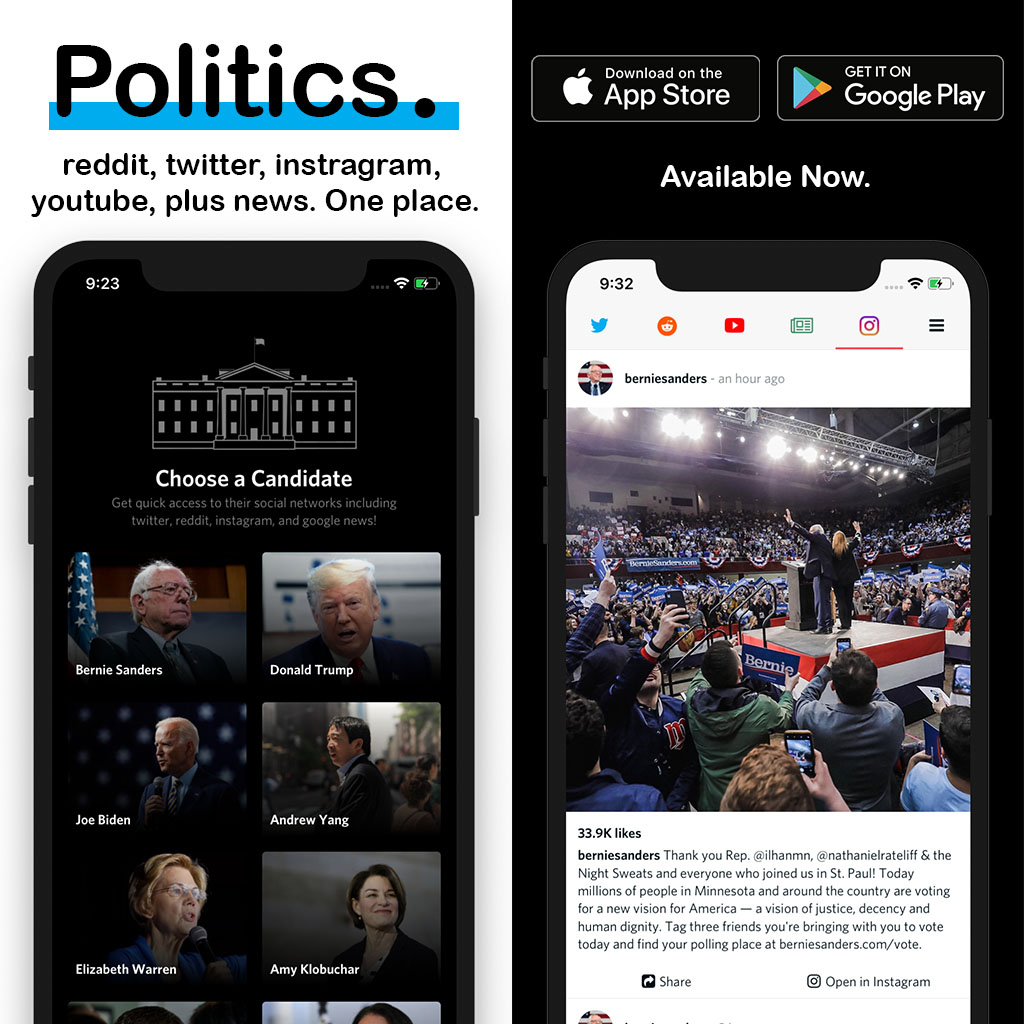 Politics.
reddit, twitter, instragram,
youtube, plus news. One place.
9:23
Choose a Candidate
Get quick access to their social networks including
twitter, reddit, instagram, and google news!
Bernie Sanders
Donald Trump
Joe Biden
Andrew Yang
Elizabeth Warren
Amy Klobuchar
Download on the
App Store
GET IT ON
Google Play
Available Now.
9:32
berniesanders - an hour ago
BernieSanders.com
Bernie
m
33.9K likes
berniesanders Thank you Rep. @ilhanmn, @nathanielrateliff & the
Night Sweats and everyone who joined us in St. Paul! Today
millions of people in Minnesota and around the country are voting
for a new vision for America — a vision of justice, decency and
human dignity. Tag three friends you're bringing with you to vote
today and find your polling place at berniesanders.com/vote.
Share
Open in Instagram